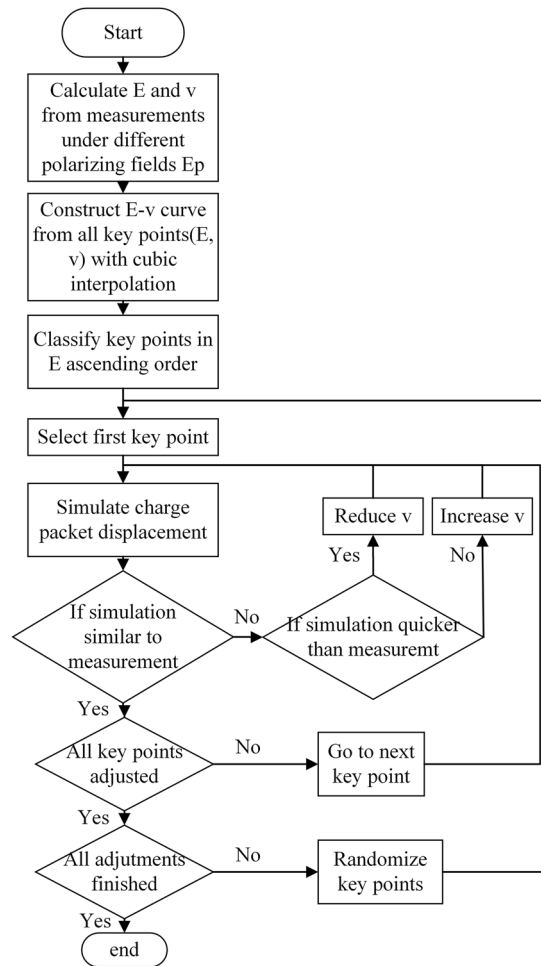 Start
Calculate E and v
from measurements
under different
polarizing fields Ep
Construct E-v curve
from all key points(E,
v) with cubic
interpolation
Classify key points in
E ascending order
Select first key point
Simulate charge
packet displacement
Reduce v
Increase v
Yes
No
If simulation
similar to
measurement
No
If simulation quicker
than measuremt
Yes
All key points
adjusted
No
Go to next
key point
Yes
All adjutments
finished
No
Randomize
key points
Yes
end